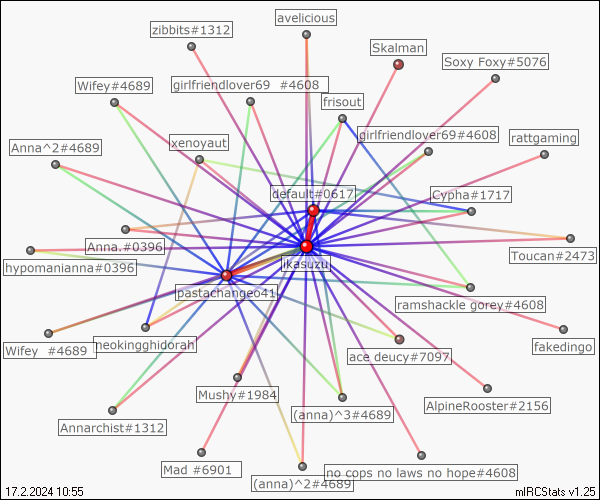 avelicious
zibbits#1312
Skalman
Soxy Foxy#5076
Wifey#4689
girlfriendlover69 #4608
frisout
girlfriendlover69#4608
rattgaming
xenoyaut
Anna^2#4689
default#0617
Cypha#1717
Anna.#0396
Toucan#2473
hypomanianna#0396
ikasuzu
pastachange041
ramshackle gorey#4608
Wifey #4689
neokingghidorah
ace deucy#7097
fakedingo
Mushy#1984
(anna)^3#4689
AlpineRooster#2156
Annarchist#1312
Mad #6901
(anna)^2#4689
no cops no laws no hope#4608
17.2.2024 10:55
mIRCStats v1.25